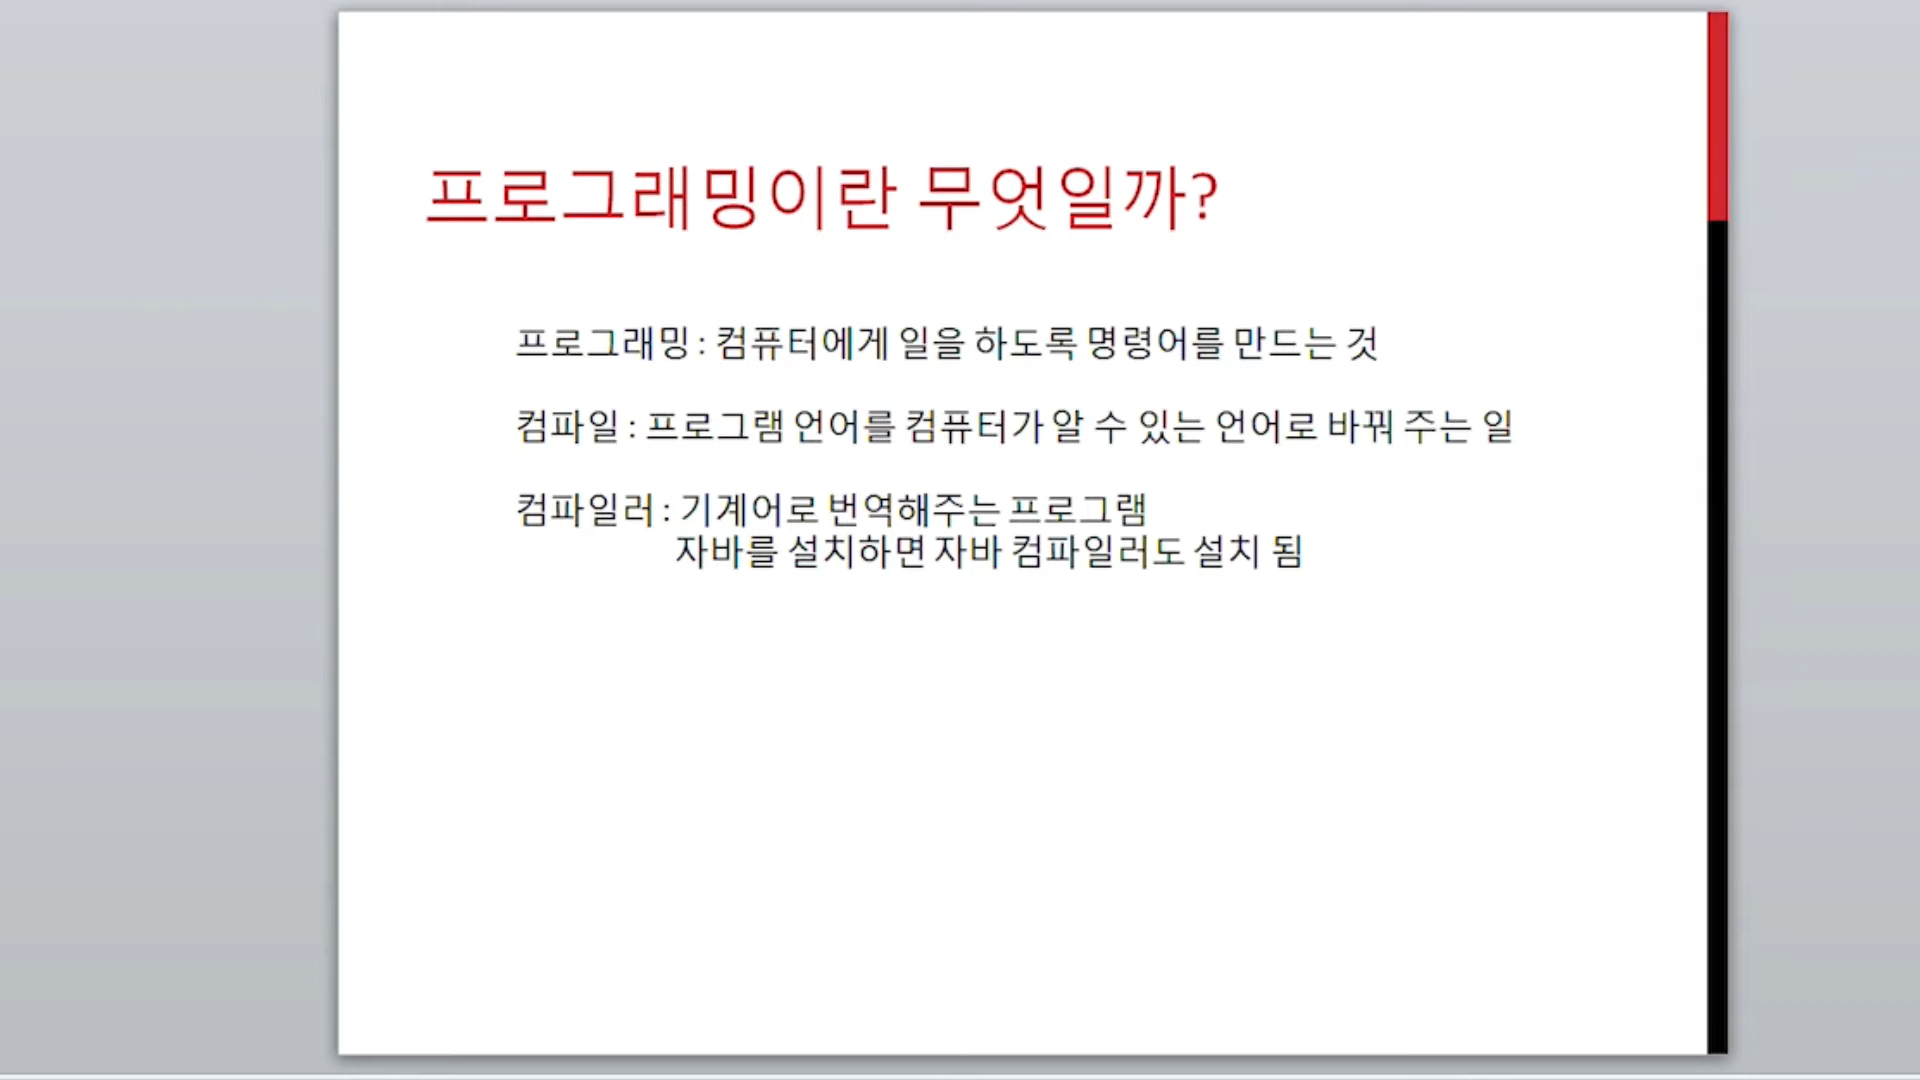 프로그래밍이란 무엇일까?
프로그래밍 : 컴퓨터에게 일을 하도록 명령어를 만드는 것
컴파일 : 프로그램 언어를 컴퓨터가 알 수 있는 언어로 바꿔 주는 일
컴파일러 : 기계어로 번역해주는 프로그램
자바를 설치하면 자바 컴파일러도 설치 됨